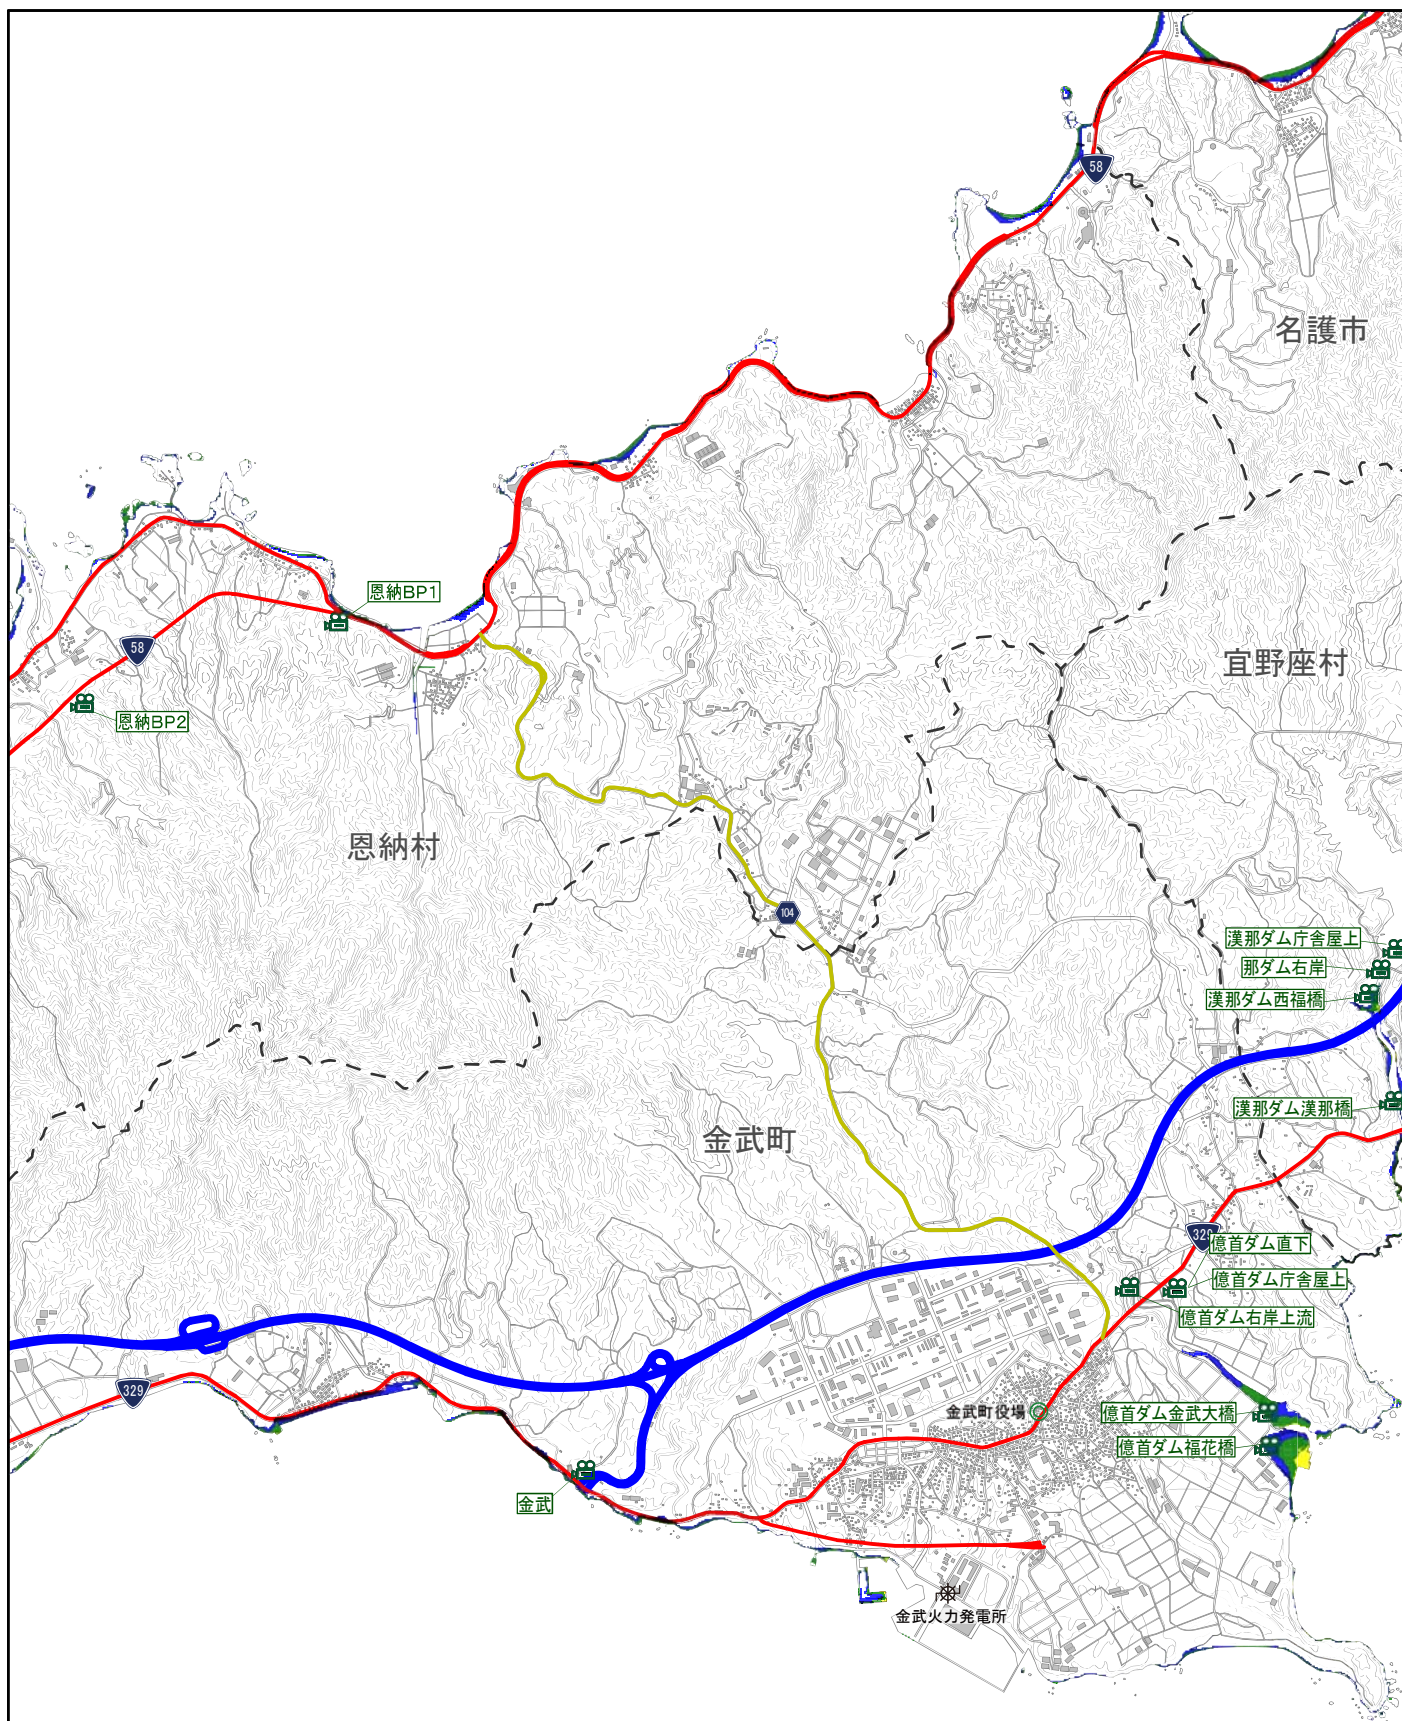 58
名護市
恩納BP1
58
恩納BP2
宜野座村
恩納村
104
漢那ダム庁舎屋上
那ダム右岸
漢那ダム西福橋
漢那ダム漢那橋
金武町
329
億首ダム直下
億首ダム庁舎屋上
億首ダム右岸上流
329
金武町役場
億首ダム金武大橋
億首ダム福花橋
金武
金武火力発電所